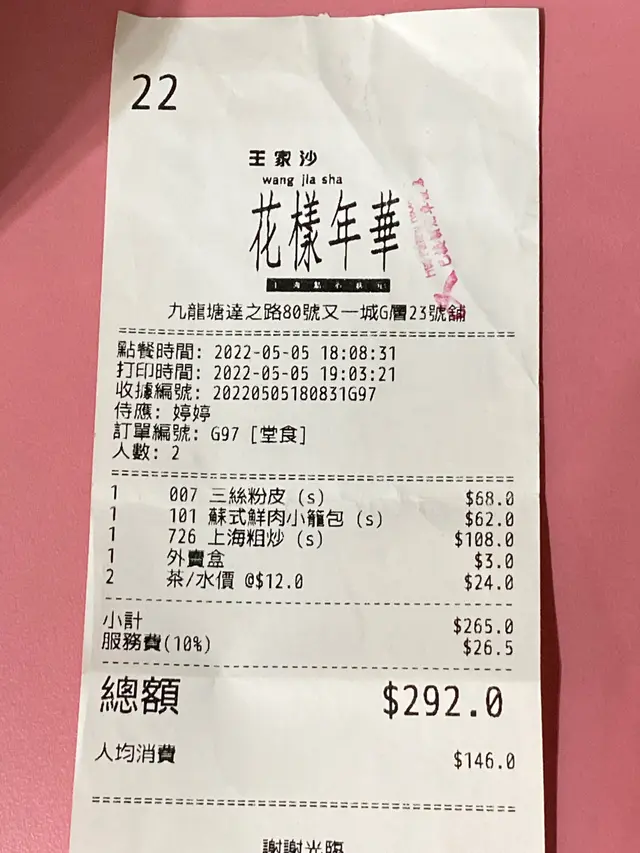 22
王家沙
wang jia sha
花樣年華
九龍塘達之路80號又一城G層23號舖
點餐時間: 2022-05-05 18:08:31
打印時間: 2022-05-05 19:03:21
收據編號: 20220505180831G97
侍應: 婷婷
訂單編號: G97 [堂食]
人數: 2
1 007 三絲粉皮 (s) $68.0
1 101 蘇式鮮肉小籠包 (s) $62.0
1 726 上海粗炒 (s) $108.0
1 外賣盒 $3.0
2 茶/水價 @$12.0 $24.0
小計 $265.0
服務費(10%) $26.5
總額 $292.0
人均消費 $146.0
謝謝光臨